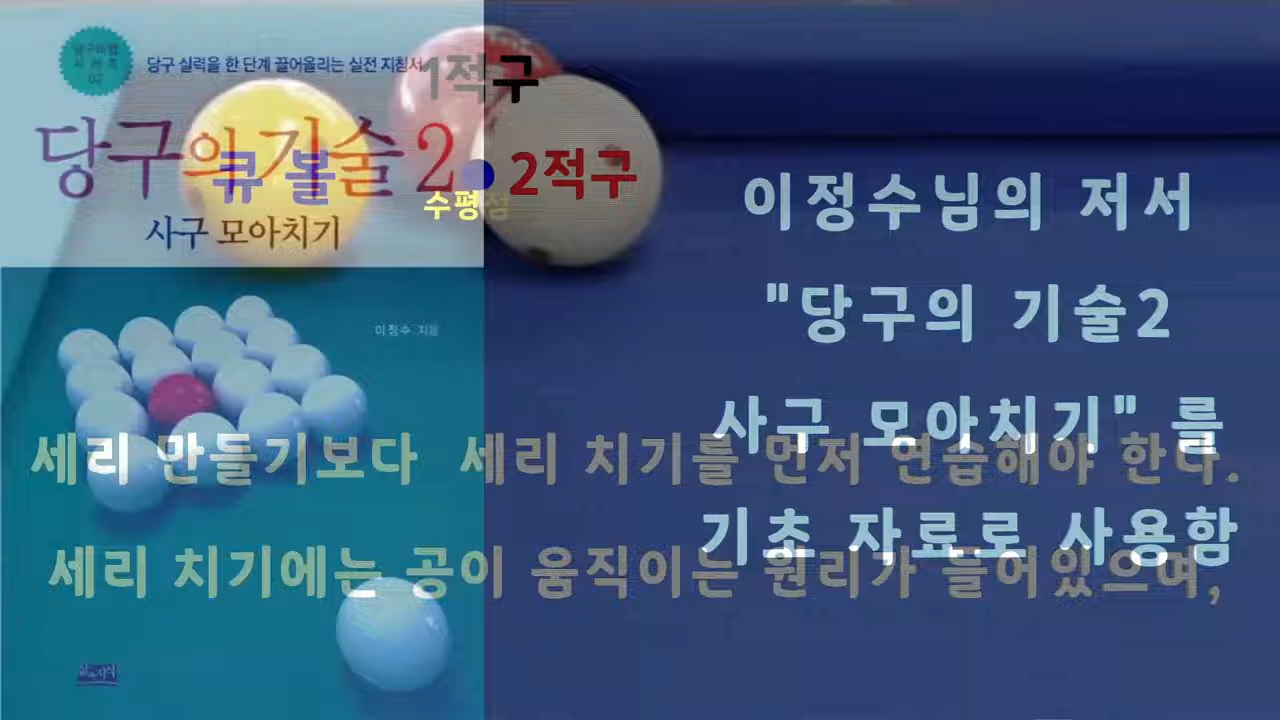 당구 실력을 한 단계 끌어올리는 실전 지침서
1적구
당구의 기술 2
큐 볼
2적구
수평점
사구 모아치기
이정수 지음
이정수님의 저서
"당구의 기술2
사구 모아치기" 를
기초 자료로 사용함
세리 만들기보다 세리 치기를 먼저 연습해야 한다.
세리 치기에는 공이 움직이는 원리가 들어있으며,